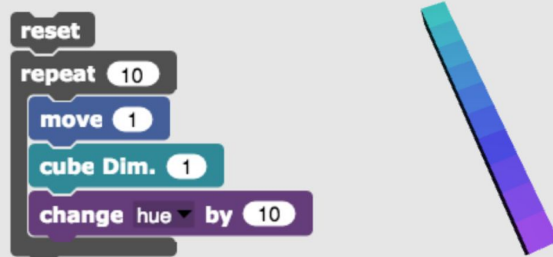 reset
repeat 10
move 1
cube Dim. 1
change hue by 10